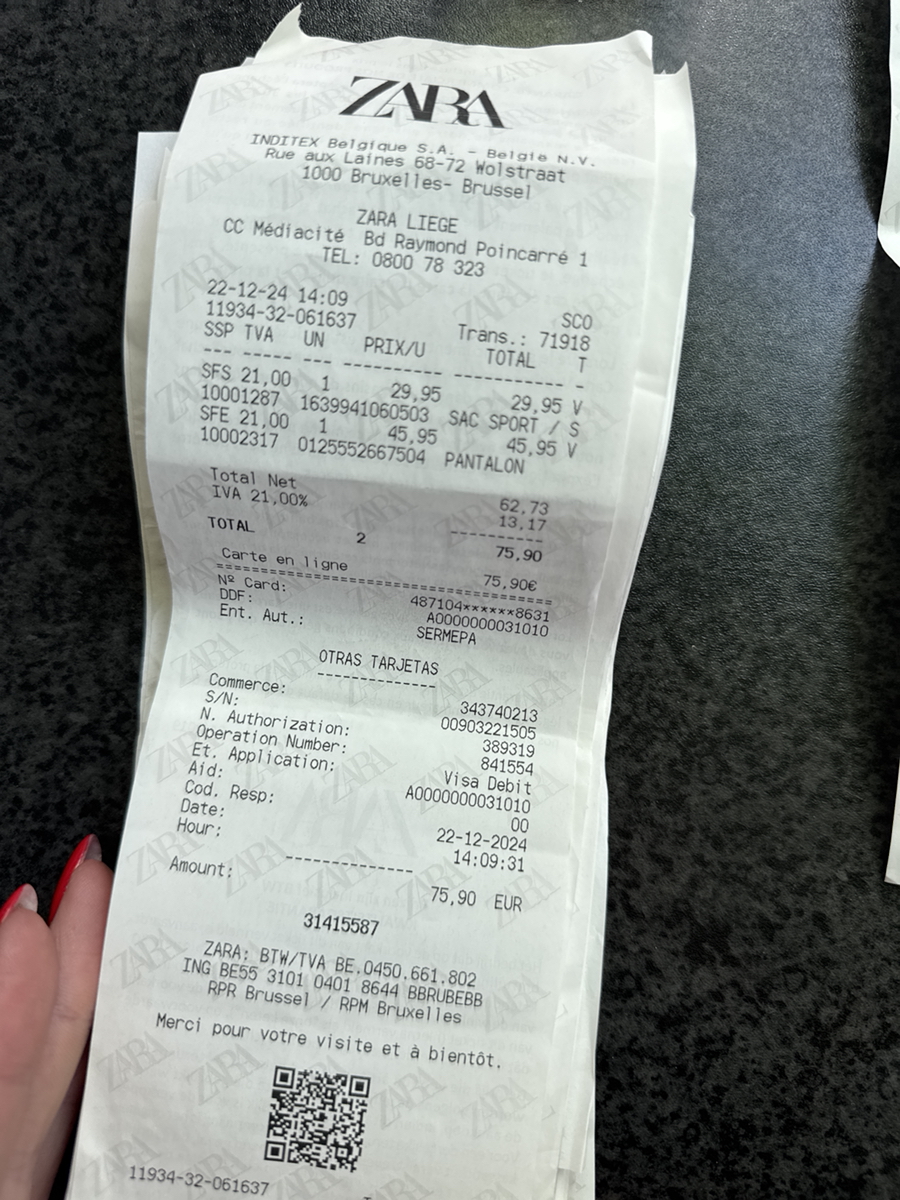 ZARA
INDITEX Belgique S.A. - Belgie N.V.
Rue aux Laines 68-72 Wolstraat
1000 Bruxelles- Brussel
ZARA LIEGE
CC Médiacité Bd Raymond Poincarré 1
TEL: 0800 78 323
22-12-24 14:09 SCO
11934-32-061637 Trans.: 71918
SSP TVA UN PRIX/U TOTAL T
--- ----- --- ---------- ----------- -
SFS 21,00 1 29,95 29,95 V
10001287 1639941060503 SAC SPORT / S
SFE 21,00 1 45,95 45,95 V
10002317 0125552667504 PANTALON
Total Net 62,73
IVA 21,00% 13,17
----------
TOTAL 2 75,90
Carte en ligne 75,90€
========================================
Nº Card: 487104******8631
DDF: A0000000031010
Ent. Aut.: SERMEPA
OTRAS TARJETAS
--------------
Commerce: 343740213
S/N: 00903221505
N. Authorization: 389319
Operation Number: 841554
Et. Application: Visa Debit
Aid: A0000000031010
Cod. Resp: 00
Date: 22-12-2024
Hour: 14:09:31
---------------
Amount: 75,90 EUR
31415587
ZARA: BTW/TVA BE.0450.661.802
ING BE55 3101 0401 8644 BBRUBEBB
RPR Brussel / RPM Bruxelles
Merci pour votre visite et à bientôt.
11934-32-061637